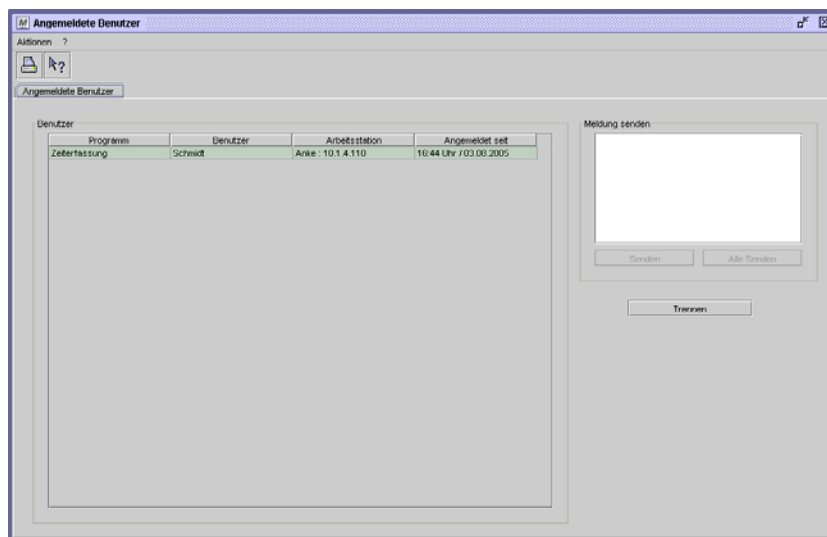 Angemeldete Benutzer
Aktionen ?
Angemeldete Benutzer
Benutzer
Programm Benutzer Arbeitsstation Angemeldet seit
Zeiterfassung Schmidt Anke : 10.1.4.110 16:44 Uhr / 03.08.2005
Meldung senden
Senden Alle Senden
Trennen